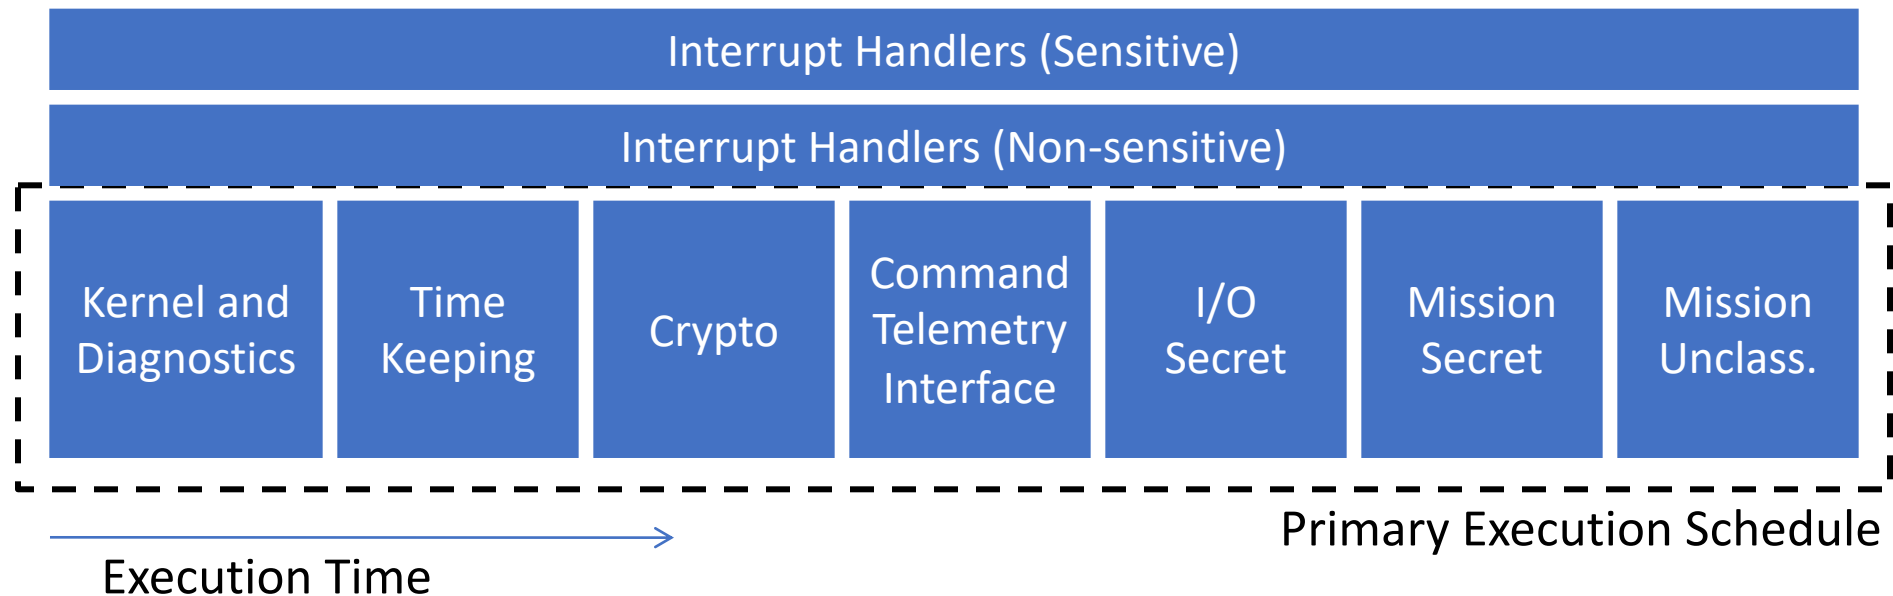 Interrupt Handlers (Sensitive)
Interrupt Handlers (Non-sensitive)
Kernel and
Diagnostics
Time
Keeping
Crypto
Command
Telemetry
Interface
I/O
Secret
Mission
Secret
Mission
Unclass.
Primary Execution Schedule
Execution Time